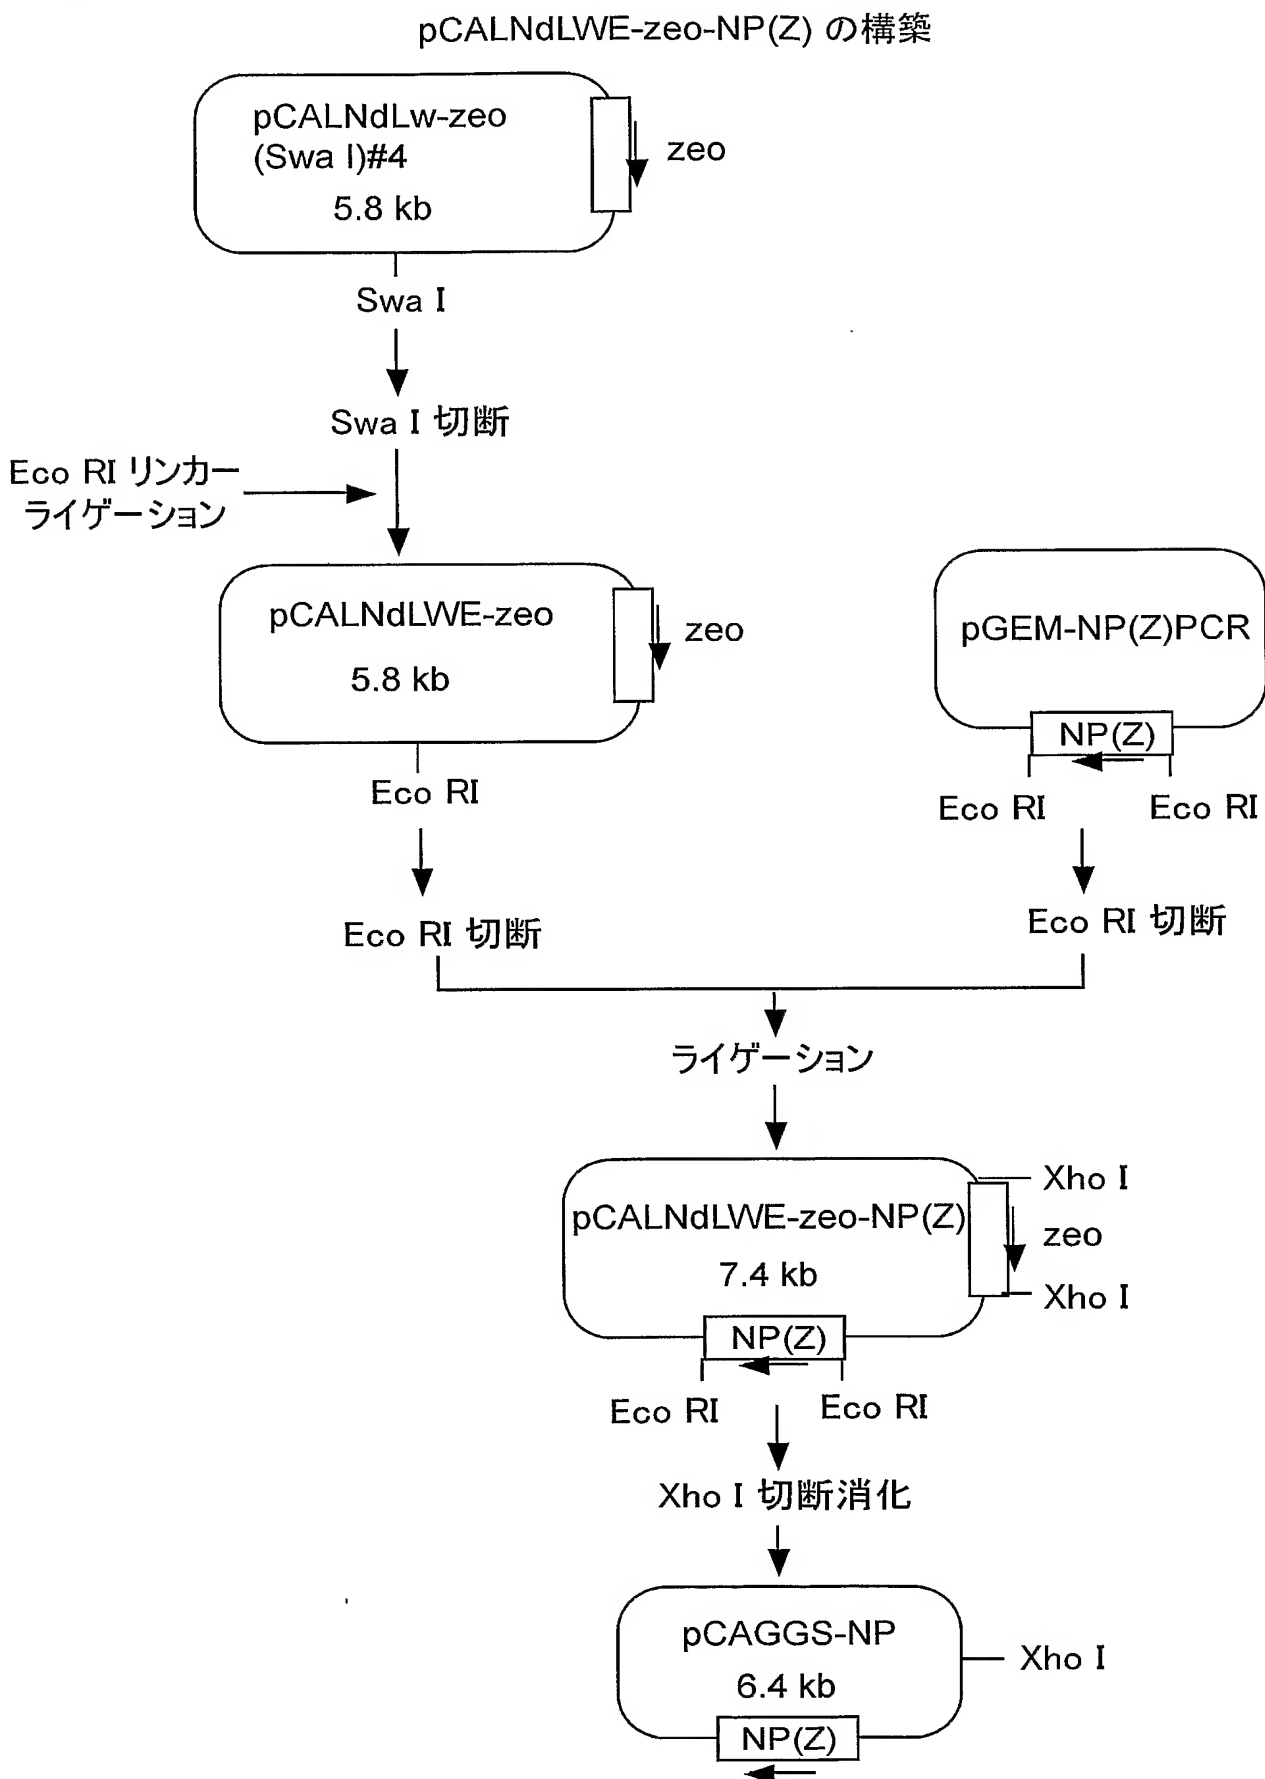 pCALNdLWE-zeo-NP(Z) の構築
pCALNdLw-zeo
(Swa I)#4
5.8 kb
zeo
Swa I
Swa I 切断
Eco RI リンカー
ライゲーション
pCALNdLWE-zeo
5.8 kb
zeo
Eco RI
Eco RI 切断
pGEM-NP(Z)PCR
NP(Z)
Eco RI
Eco RI
Eco RI 切断
ライゲーション
pCALNdLWE-zeo-NP(Z)
7.4 kb
Xho I
zeo
Xho I
NP(Z)
Eco RI
Eco RI
Xho I 切断消化
pCAGGS-NP
6.4 kb
Xho I
NP(Z)